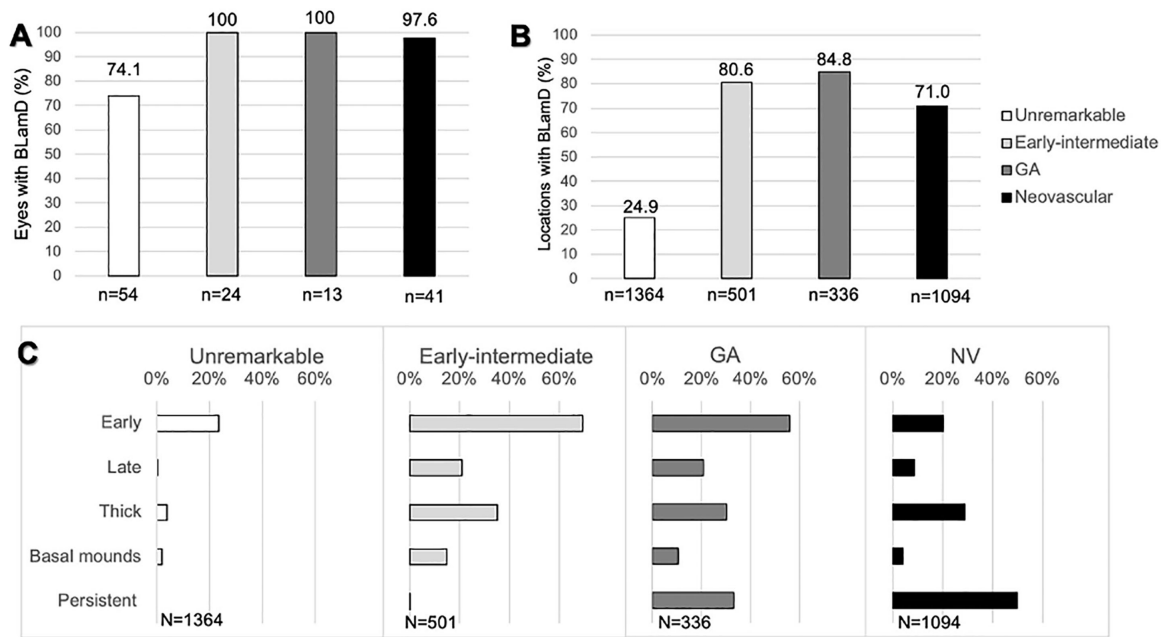 A
Eyes with BLamD (%)
100
90
80
70
60
50
40
30
20
10
0
74.1
100
100
97.6
n=54
n=24
n=13
n=41
B
Locations with BLamD (%)
100
90
80
70
60
50
40
30
20
10
0
24.9
80.6
84.8
71.0
n=1364
n=501
n=336
n=1094
Unremarkable
Early-intermediate
GA
Neovascular
C
Unremarkable
Early-intermediate
GA
NV
0% 20% 40% 60%
0% 20% 40% 60%
0% 20% 40% 60%
0% 20% 40% 60%
Early
Late
Thick
Basal mounds
Persistent
N=1364
N=501
N=336
N=1094